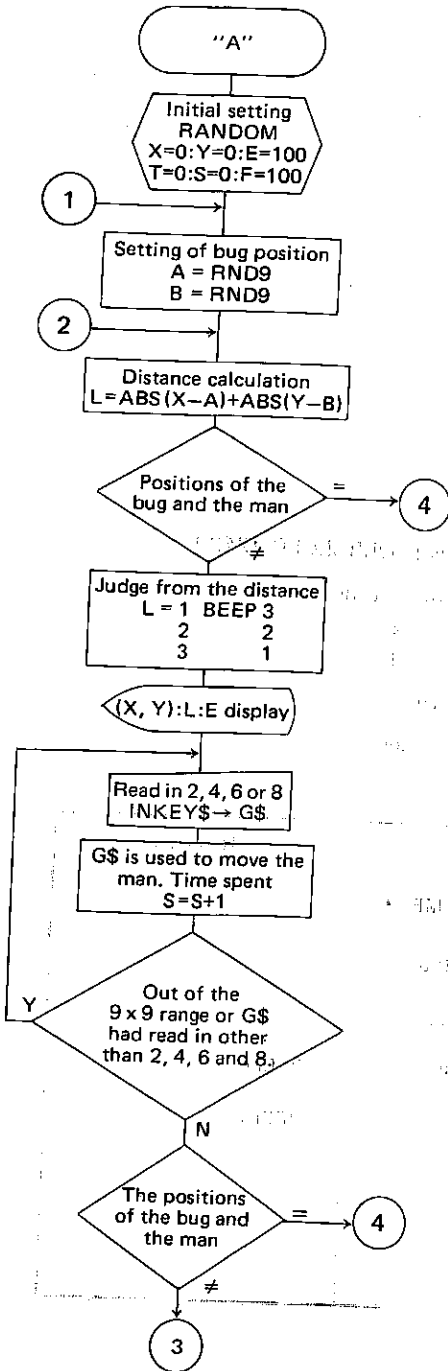 "A"
Initial setting
RANDOM
X=0:Y=0:E=100
T=0:S=0:F=100
1
Setting of bug position
A = RND9
B = RND9
2
Distance calculation
L=ABS(X–A)+ABS(Y–B)
Positions of the
bug and the man
=
4
≠
Judge from the distance
L = 1 BEEP 3
2 2
3 1
(X, Y):L:E display
Read in 2, 4, 6 or 8
INKEY$→ G$
G$ is used to move the
man. Time spent
S=S+1
Y
Out of the
9 x 9 range or G$
had read in other
than 2, 4, 6 and 8.
N
The positions
of the bug and
the man
=
4
≠
3